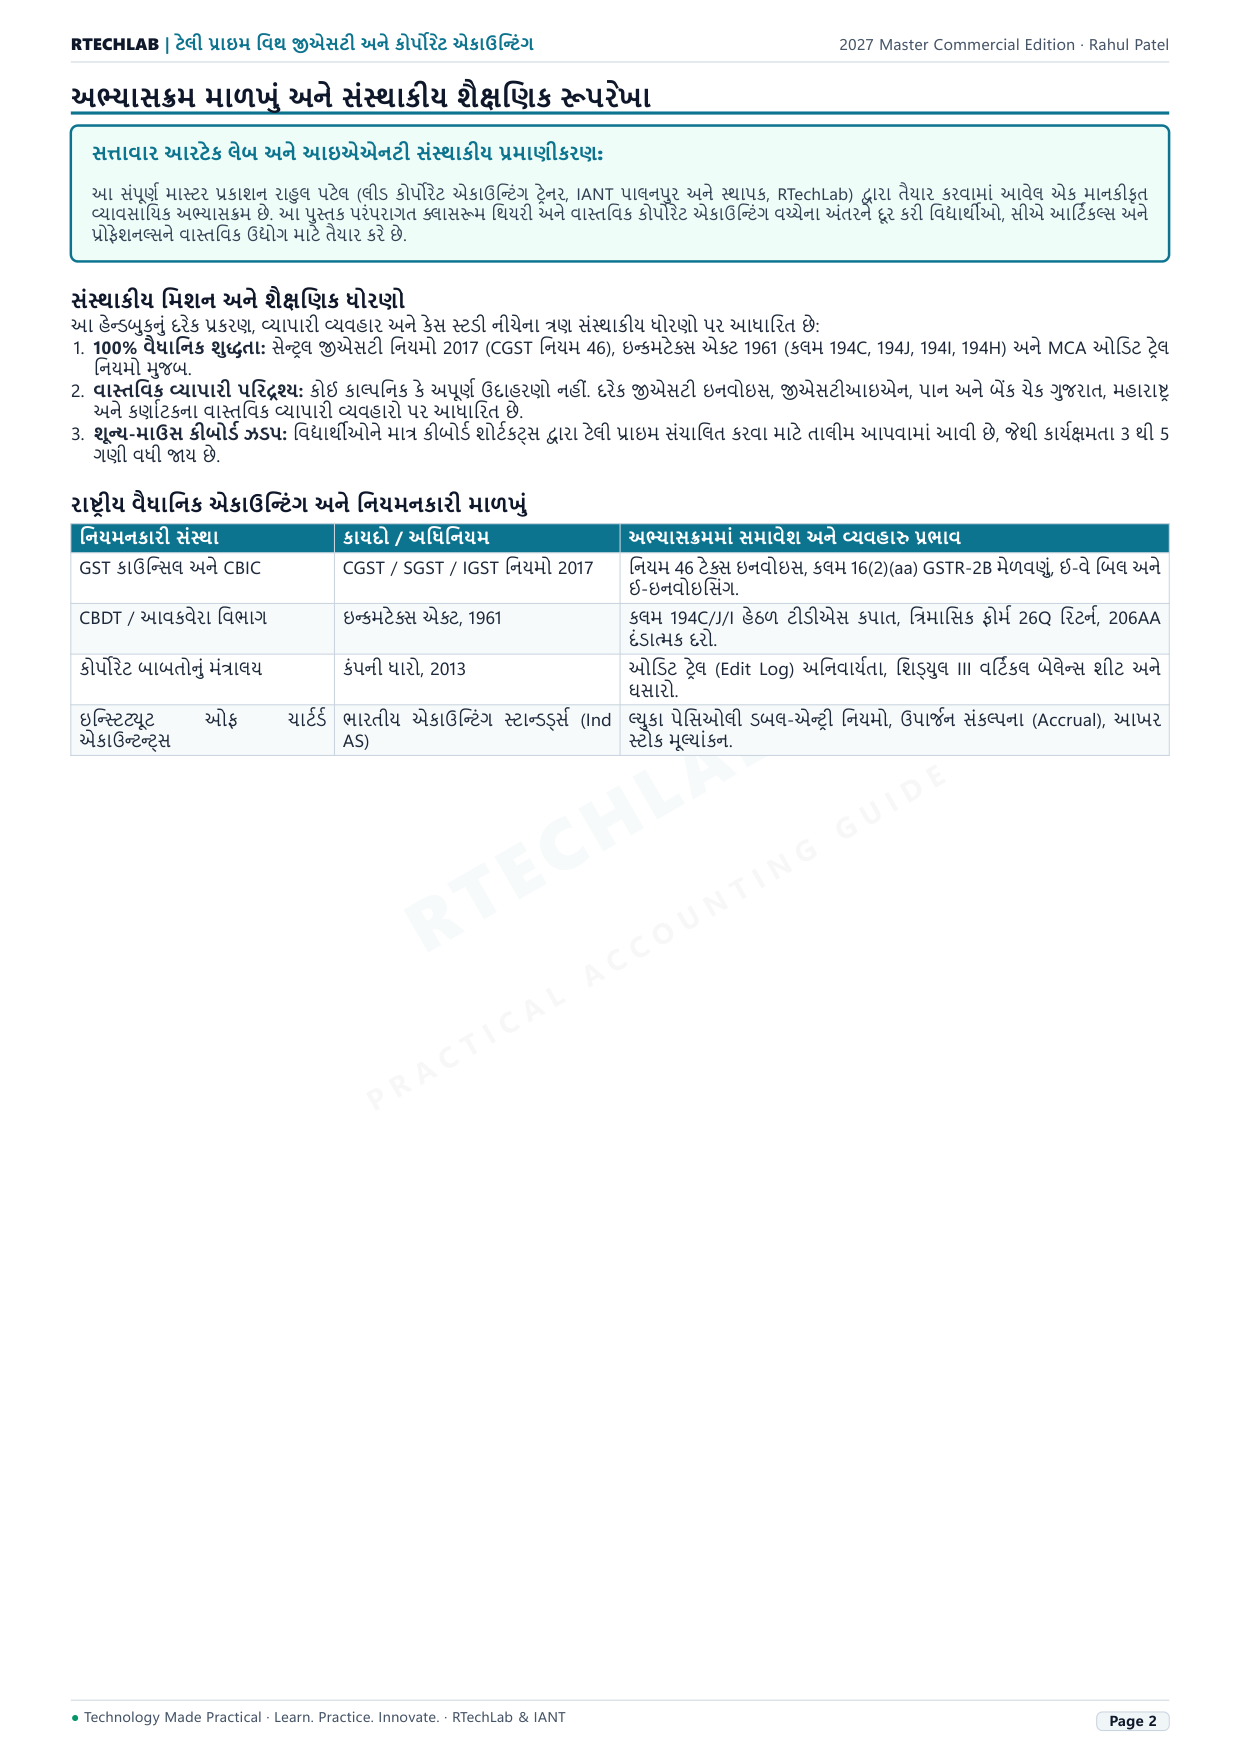 RTECHLAB | ટેલી પ્રાઇમ વિથ જીએસટી અને કોર્પોરેટ એકાઉન્ટિંગ
2027 Master Commercial Edition · Rahul Patel
અભ્યાસક્રમ માળખું અને સંસ્થાકીય શૈક્ષણિક રૂપરેખા
સત્તાવાર આરટેક લેબ અને આઇએએનટી સંસ્થાકીય પ્રમાણીકરણ:
આ સંપૂર્ણ માસ્ટર પ્રકાશન રાહુલ પટેલ (લીડ કોર્પોરેટ એકાઉન્ટિંગ ટ્રેનર, IANT પાલનપુર અને સ્થાપક, RTechLab) દ્વારા તૈયાર કરવામાં આવેલ એક માનકીકૃત
વ્યાવસાયિક અભ્યાસક્રમ છે. આ પુસ્તક પરંપરાગત ક્લાસરૂમ થિયરી અને વાસ્તવિક કોર્પોરેટ એકાઉન્ટિંગ વચ્ચેના અંતરને દૂર કરી વિદ્યાર્થીઓ, સીએ આર્ટિકલ્સ અને
પ્રોફેશનલ્સને વાસ્તવિક ઉદ્યોગ માટે તૈયાર કરે છે.
સંસ્થાકીય મિશન અને શૈક્ષણિક ધોરણો
આ હેન્ડબુકનું દરેક પ્રકરણ, વ્યાપારી વ્યવહાર અને કેસ સ્ટડી નીચેના ત્રણ સંસ્થાકીય ધોરણો પર આધારિત છે:
1. 100% વૈધાનિક શુદ્ધતા: સેન્ટ્રલ જીએસટી નિયમો 2017 (CGST નિયમ 46), ઇન્કમટેક્સ એક્ટ 1961 (કલમ 194C, 194J, 194I, 194H) અને MCA ઓડિટ ટ્રેલ
નિયમો મુજબ.
2. વાસ્તવિક વ્યાપારી પરિદ્રશ્ય: કોઈ કાલ્પનિક કે અપૂર્ણ ઉદાહરણો નહીં. દરેક જીએસટી ઇનવોઇસ, જીએસટીઆઇએન, પાન અને બેંક ચેક ગુજરાત, મહારાષ્ટ્ર
અને કર્ણાટકના વાસ્તવિક વ્યાપારી વ્યવહારો પર આધારિત છે.
3. શૂન્ય-માઉસ કીબોર્ડ ઝડપ: વિદ્યાર્થીઓને માત્ર કીબોર્ડ શોર્ટકટ્સ દ્વારા ટેલી પ્રાઇમ સંચાલિત કરવા માટે તાલીમ આપવામાં આવી છે, જેથી કાર્યક્ષમતા 3 થી 5
ગણી વધી જાય છે.
રાષ્ટ્રીય વૈધાનિક એકાઉન્ટિંગ અને નિયમનકારી માળખું
નિયમનકારી સંસ્થા
કાયદો / અધિનિયમ
અભ્યાસક્રમમાં સમાવેશ અને વ્યવહારુ પ્રભાવ
GST કાઉન્સિલ અને CBIC
CGST / SGST / IGST નિયમો 2017
નિયમ 46 ટેક્સ ઇનવોઇસ, કલમ 16(2)(aa) GSTR-2B મેળવણું, ઈ-વે બિલ અને
ઈ-ઇનવોઇસિંગ.
CBDT / આવકવેરા વિભાગ
ઇન્કમટેક્સ એક્ટ, 1961
કલમ 194C/J/I હેઠળ ટીડીએસ કપાત, ત્રિમાસિક ફોર્મ 26Q રિટર્ન, 206AA
દંડાત્મક દરો.
કોર્પોરેટ બાબતોનું મંત્રાલય
કંપની ધારો, 2013
ઓડિટ ટ્રેલ (Edit Log) અનિવાર્યતા, શિડ્યુલ III વર્ટિકલ બેલેન્સ શીટ અને
ઘસારો.
ઇન્સ્ટિટ્યૂટ ઓફ ચાર્ટર્ડ
એકાઉન્ટન્ટ્સ
ભારતીય એકાઉન્ટિંગ સ્ટાન્ડર્ડ્સ (Ind
AS)
લ્યુકા પેસિઓલી ડબલ-એન્ટ્રી નિયમો, ઉપાર્જન સંકલ્પના (Accrual), આખર
સ્ટોક મૂલ્યાંકન.
RTECHLAB
PRACTICAL ACCOUNTING GUIDE
● Technology Made Practical · Learn. Practice. Innovate. · RTechLab & IANT
Page 2